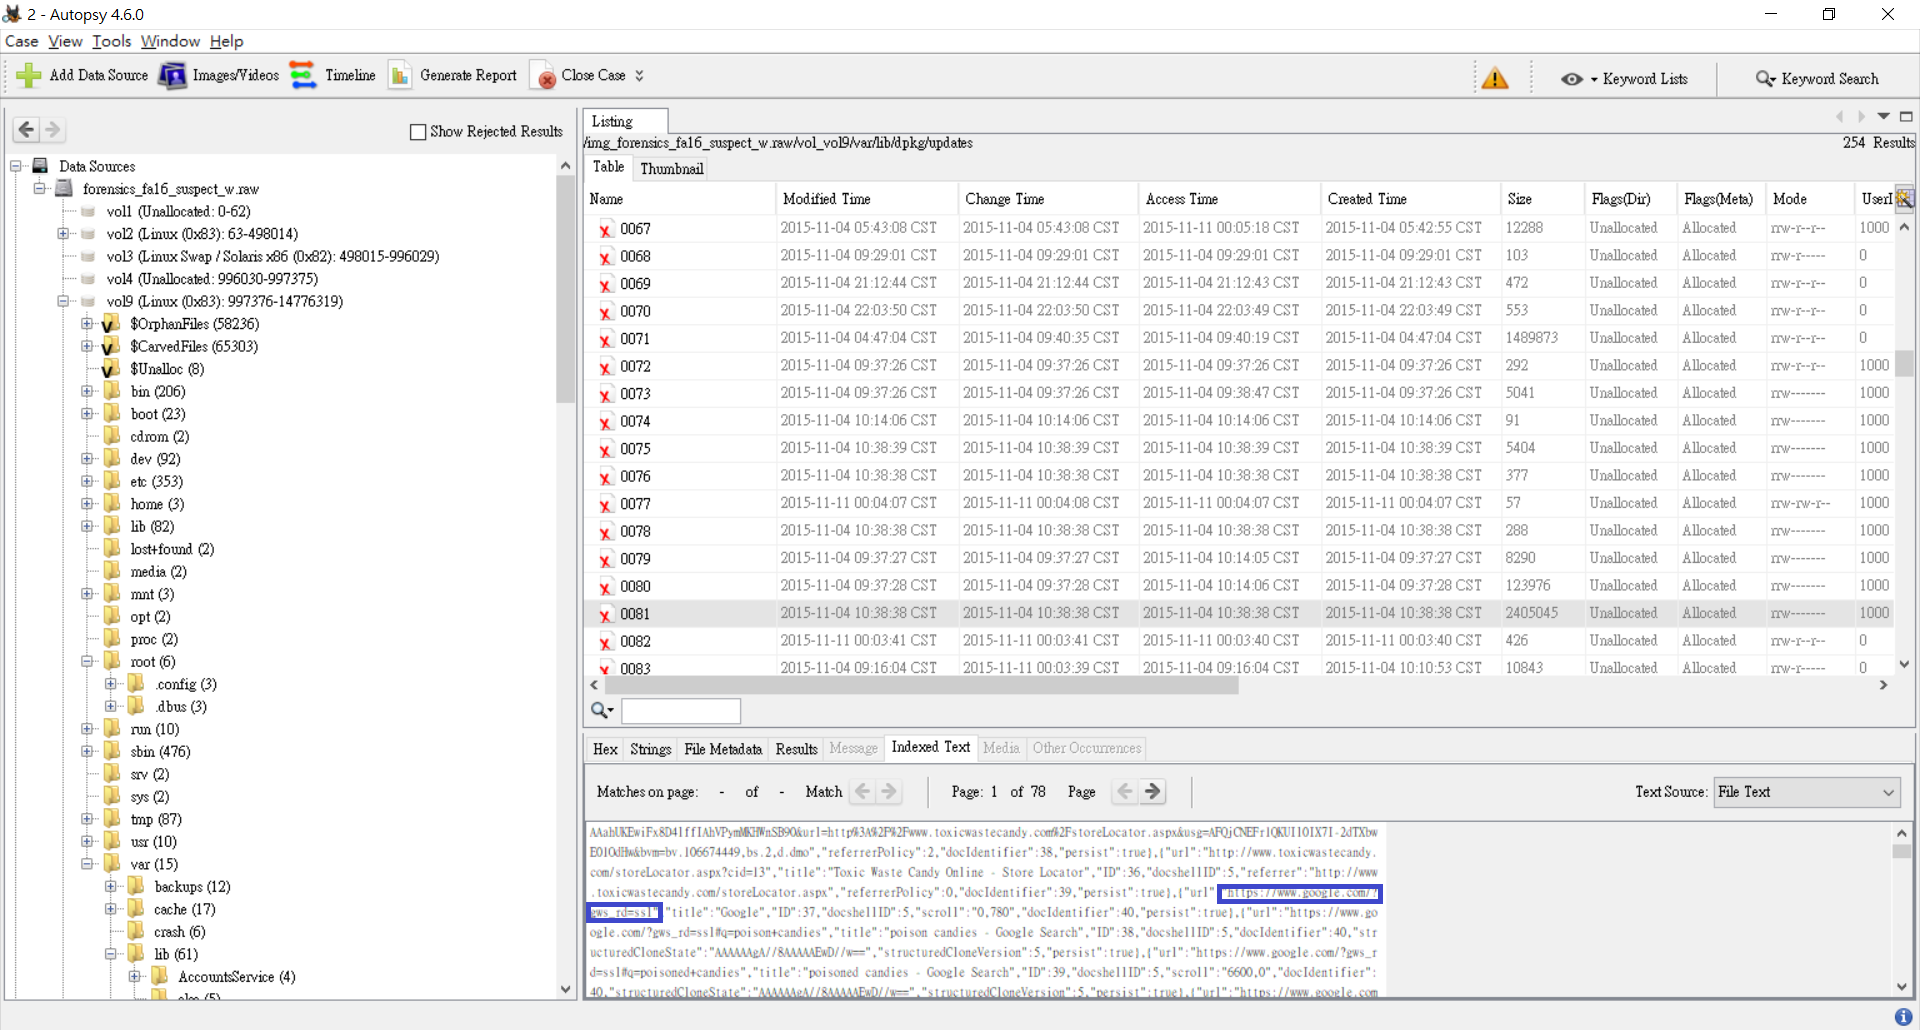 2 - Autopsy 4.6.0
Case View Tools Window Help
Add Data Source Images/Videos Timeline Generate Report Close Case Keyword Lists Keyword Search
Show Rejected Results
Data Sources
forensics_fa16_suspect_w.raw
vol1 (Unallocated: 0-62)
vol2 (Linux (0x83): 63-498014)
vol3 (Linux Swap / Solaris x86 (0x82): 498015-996029)
vol4 (Unallocated: 996030-997375)
vol9 (Linux (0x83): 997376-14776319)
$OrphanFiles (58236)
$CarvedFiles (65303)
$Unalloc (8)
bin (206)
boot (23)
cdrom (2)
dev (92)
etc (353)
home (3)
lib (82)
lost+found (2)
media (2)
mnt (3)
opt (2)
proc (2)
root (6)
.config (3)
.dbus (3)
run (10)
sbin (476)
srv (2)
sys (2)
tmp (87)
usr (10)
var (15)
backups (12)
cache (17)
crash (6)
lib (61)
AccountsService (4)
Listing
/img_forensics_fa16_suspect_w.raw/vol_vol9/var/lib/dpkg/updates 254 Results
Table Thumbnail
Name Modified Time Change Time Access Time Created Time Size Flags(Dir) Flags(Meta) Mode UserI
0067 2015-11-04 05:43:08 CST 2015-11-04 05:43:08 CST 2015-11-11 00:05:18 CST 2015-11-04 05:42:55 CST 12288 Unallocated Allocated rrw-r--r-- 1000
0068 2015-11-04 09:29:01 CST 2015-11-04 09:29:01 CST 2015-11-04 09:29:01 CST 2015-11-04 09:29:01 CST 103 Unallocated Allocated rrw-r----- 0
0069 2015-11-04 21:12:44 CST 2015-11-04 21:12:44 CST 2015-11-04 21:12:43 CST 2015-11-04 21:12:43 CST 472 Unallocated Allocated rrw-r--r-- 0
0070 2015-11-04 22:03:50 CST 2015-11-04 22:03:50 CST 2015-11-04 22:03:49 CST 2015-11-04 22:03:49 CST 553 Unallocated Allocated rrw-r--r-- 0
0071 2015-11-04 04:47:04 CST 2015-11-04 09:40:35 CST 2015-11-04 09:40:19 CST 2015-11-04 04:47:04 CST 1489873 Unallocated Allocated rrw-r--r-- 0
0072 2015-11-04 09:37:26 CST 2015-11-04 09:37:26 CST 2015-11-04 09:37:26 CST 2015-11-04 09:37:26 CST 292 Unallocated Allocated rrw-r--r-- 1000
0073 2015-11-04 09:37:26 CST 2015-11-04 09:37:26 CST 2015-11-04 09:38:47 CST 2015-11-04 09:37:26 CST 5041 Unallocated Allocated rrw------- 1000
0074 2015-11-04 10:14:06 CST 2015-11-04 10:14:06 CST 2015-11-04 10:14:06 CST 2015-11-04 10:14:06 CST 91 Unallocated Allocated rrw------- 1000
0075 2015-11-04 10:38:39 CST 2015-11-04 10:38:39 CST 2015-11-04 10:38:39 CST 2015-11-04 10:38:39 CST 5404 Unallocated Allocated rrw------- 1000
0076 2015-11-04 10:38:38 CST 2015-11-04 10:38:38 CST 2015-11-04 10:38:38 CST 2015-11-04 10:38:38 CST 377 Unallocated Allocated rrw------- 1000
0077 2015-11-11 00:04:07 CST 2015-11-11 00:04:08 CST 2015-11-11 00:04:07 CST 2015-11-11 00:04:07 CST 57 Unallocated Allocated rrw-rw-r-- 1000
0078 2015-11-04 10:38:38 CST 2015-11-04 10:38:38 CST 2015-11-04 10:38:38 CST 2015-11-04 10:38:38 CST 288 Unallocated Allocated rrw------- 1000
0079 2015-11-04 09:37:27 CST 2015-11-04 09:37:27 CST 2015-11-04 10:14:05 CST 2015-11-04 09:37:27 CST 8290 Unallocated Allocated rrw------- 1000
0080 2015-11-04 09:37:28 CST 2015-11-04 09:37:28 CST 2015-11-04 10:14:06 CST 2015-11-04 09:37:28 CST 123976 Unallocated Allocated rrw------- 1000
0081 2015-11-04 10:38:38 CST 2015-11-04 10:38:38 CST 2015-11-04 10:38:38 CST 2015-11-04 10:38:38 CST 2405045 Unallocated Allocated rrw------- 1000
0082 2015-11-11 00:03:41 CST 2015-11-11 00:03:41 CST 2015-11-11 00:03:40 CST 2015-11-11 00:03:40 CST 426 Unallocated Allocated rrw-r--r-- 0
0083 2015-11-04 09:16:04 CST 2015-11-11 00:03:39 CST 2015-11-04 09:16:04 CST 2015-11-04 10:10:53 CST 10843 Unallocated Allocated rrw-r----- 0
Hex Strings File Metadata Results Message Indexed Text Media Other Occurrences
Matches on page: - of - Match Page: 1 of 78 Page Text Source: File Text
AAahUKEwiFx8D41ffIAhVPymMKHWnSB90&url=http%3A%2F%2Fwww.toxicwastecandy.com%2FstoreLocator.aspx&usg=AFQjCNEFr1QKUI1OIX7I-2dTXbw
E010dHw&bvm=bv.106674449,bs.2,d.dmo","referrerPolicy":2,"docIdentifier":38,"persist":true},{"url":"http://www.toxicwastecandy.
com/storeLocator.aspx?cid=13","title":"Toxic Waste Candy Online - Store Locator","ID":36,"docshellID":5,"referrer":"http://www
.toxicwastecandy.com/storeLocator.aspx","referrerPolicy":0,"docIdentifier":39,"persist":true},{"url":"https://www.google.com/?
gws_rd=ssl","title":"Google","ID":37,"docshellID":5,"scroll":"0,780","docIdentifier":40,"persist":true},{"url":"https://www.go
ogle.com/?gws_rd=ssl#q=poison+candies","title":"poison candies - Google Search","ID":38,"docshellID":5,"docIdentifier":40,"str
ucturedCloneState":"AAAAAAgA//8AAAAAEwD//w==","structuredCloneVersion":5,"persist":true},{"url":"https://www.google.com/?gws_r
d=ssl#q=poisoned+candies","title":"poisoned candies - Google Search","ID":39,"docshellID":5,"scroll":"6600,0","docIdentifier":
40,"structuredCloneState":"AAAAAAgA//8AAAAAEwD//w==","structuredCloneVersion":5,"persist":true},{"url":"https://www.google.com